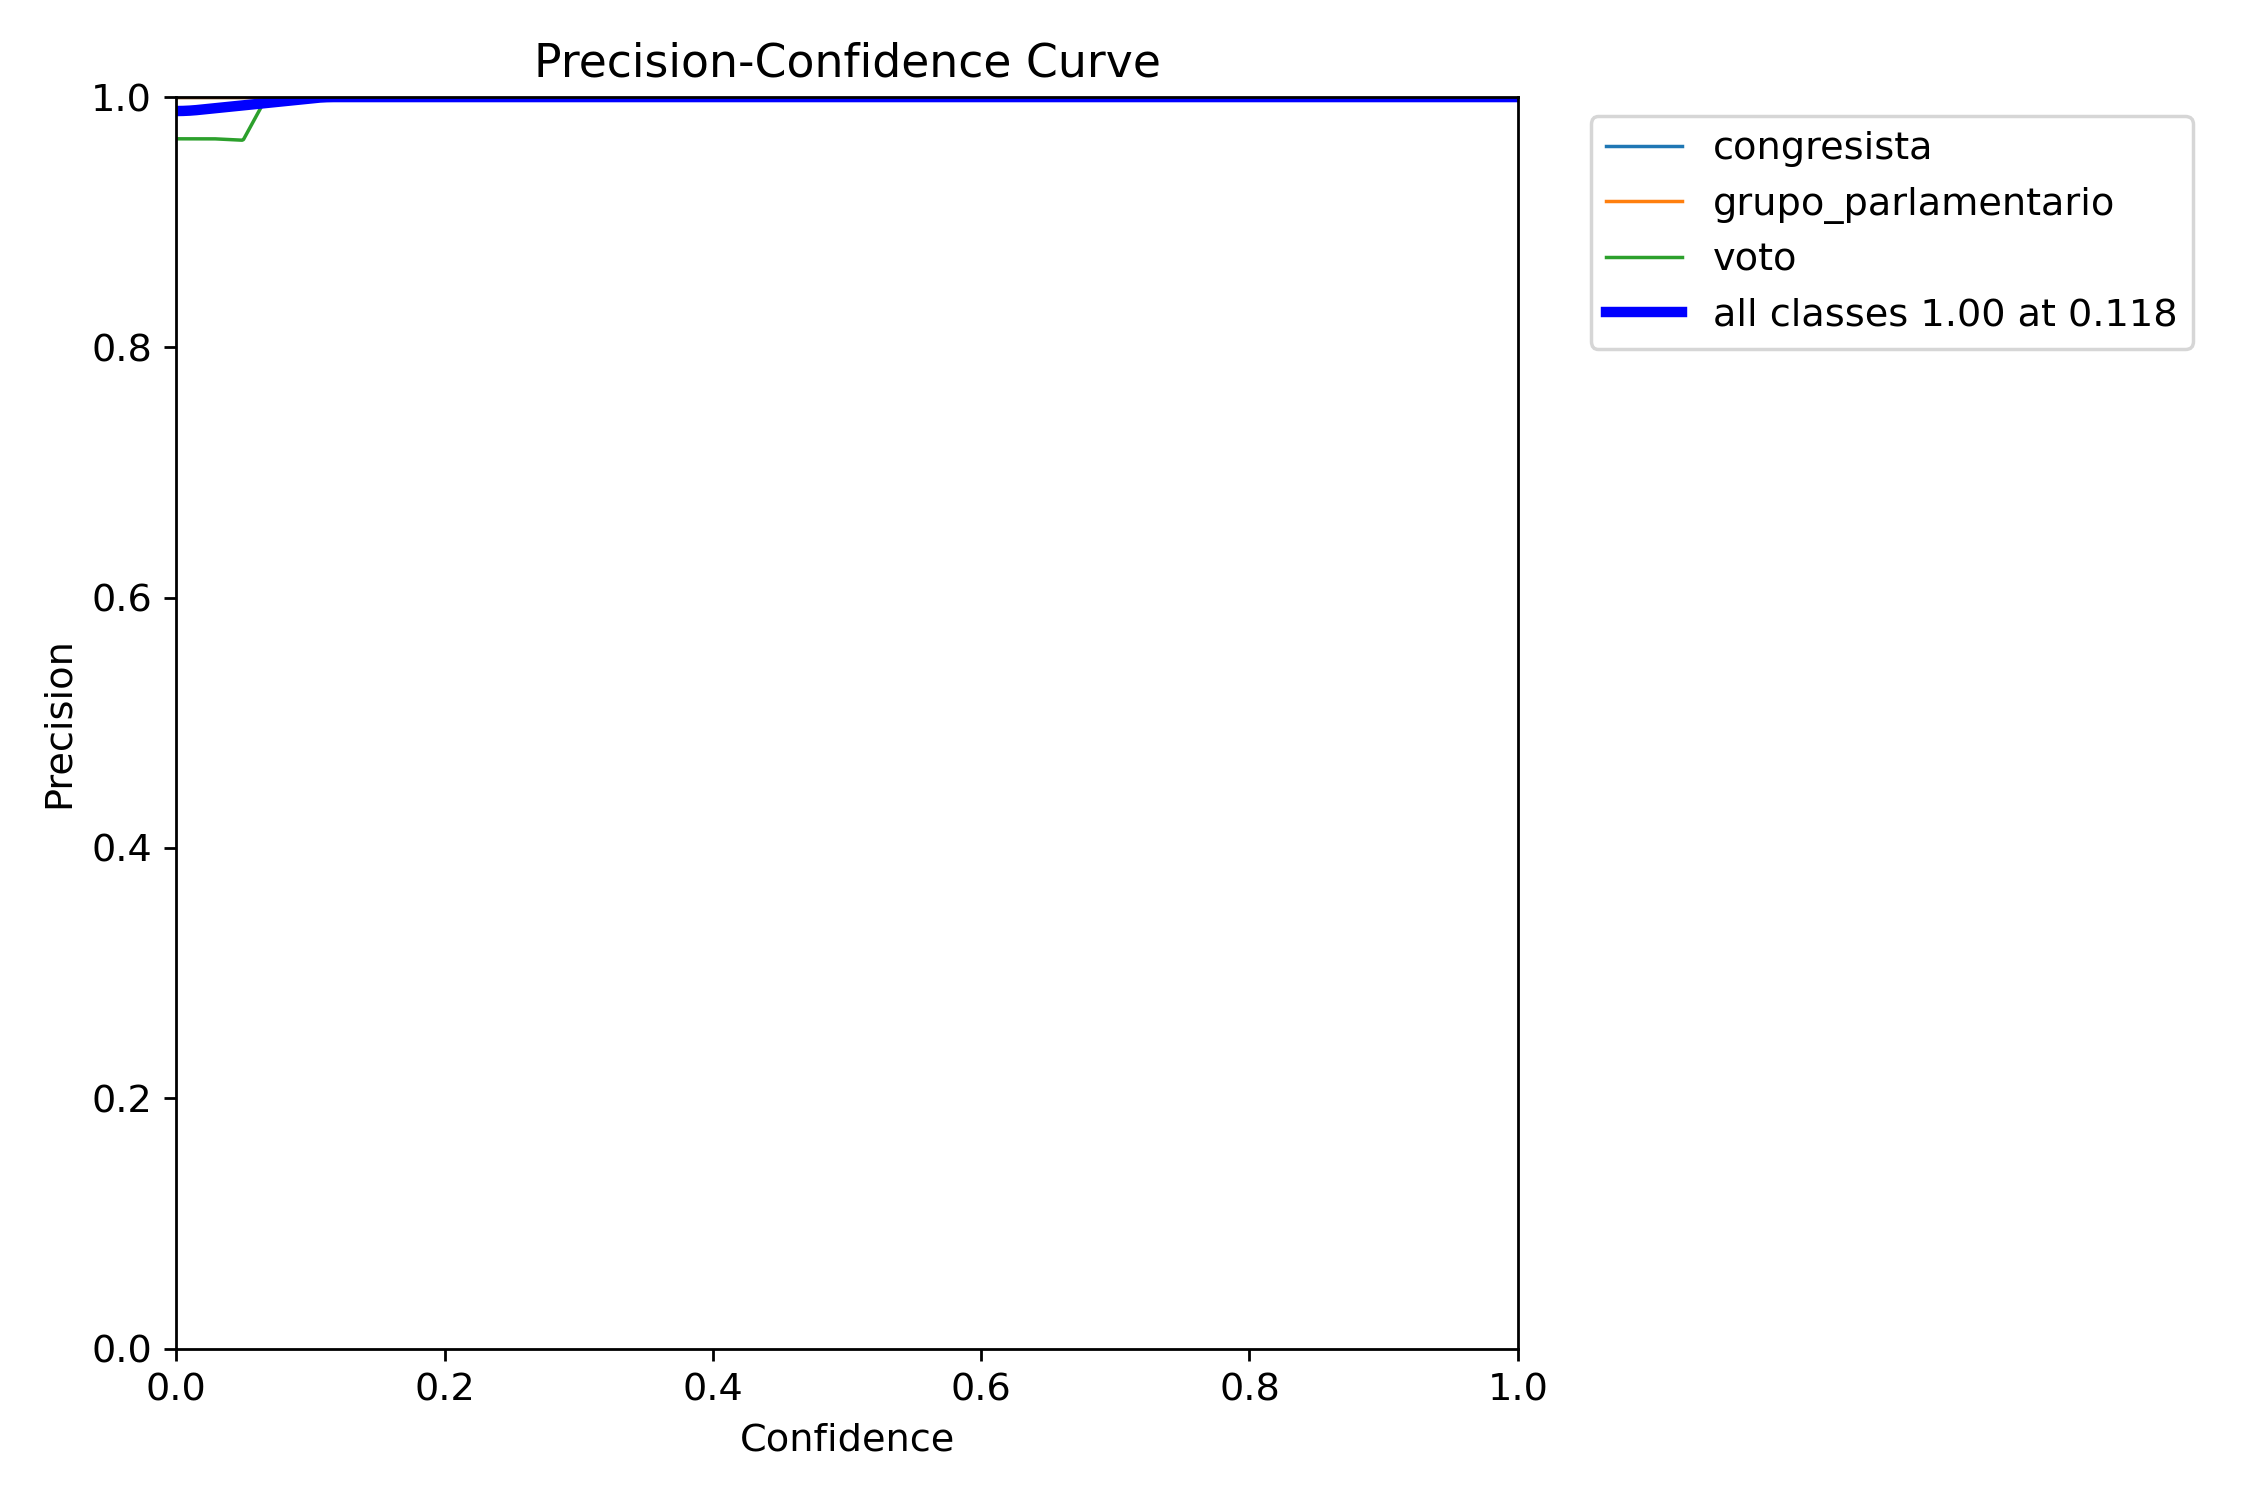 Precision-Confidence Curve
1.0
0.8
0.6
0.4
0.2
0.0
Precision
0.0 0.2 0.4 0.6 0.8 1.0
Confidence
congresista
grupo_parlamentario
voto
all classes 1.00 at 0.118